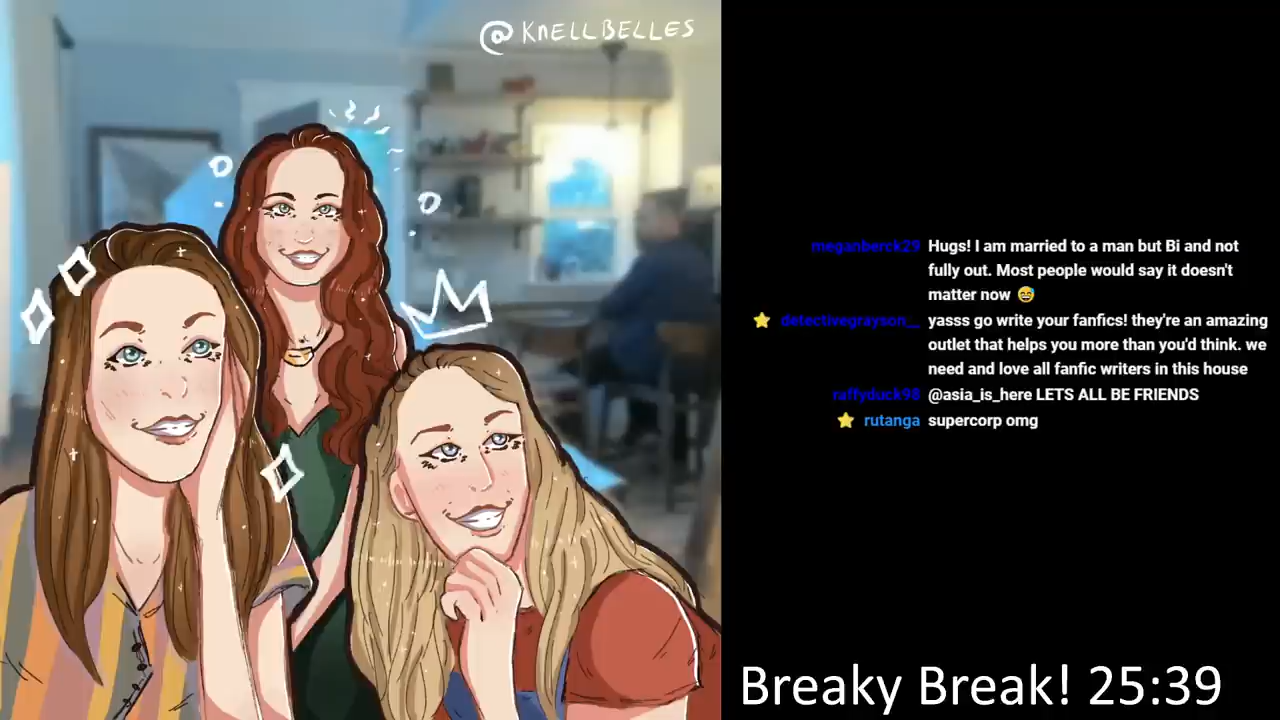 @KNELLBELLES
meganberck29 Hugs! I am married to a man but Bi and not
fully out. Most people would say it doesn't
matter now 😅
detectivegrayson__ yasss go write your fanfics! they're an amazing
outlet that helps you more than you'd think. we
need and love all fanfic writers in this house
raffyduck98 @asia_is_here LETS ALL BE FRIENDS
rutanga supercorp omg
Breaky Break! 25:39